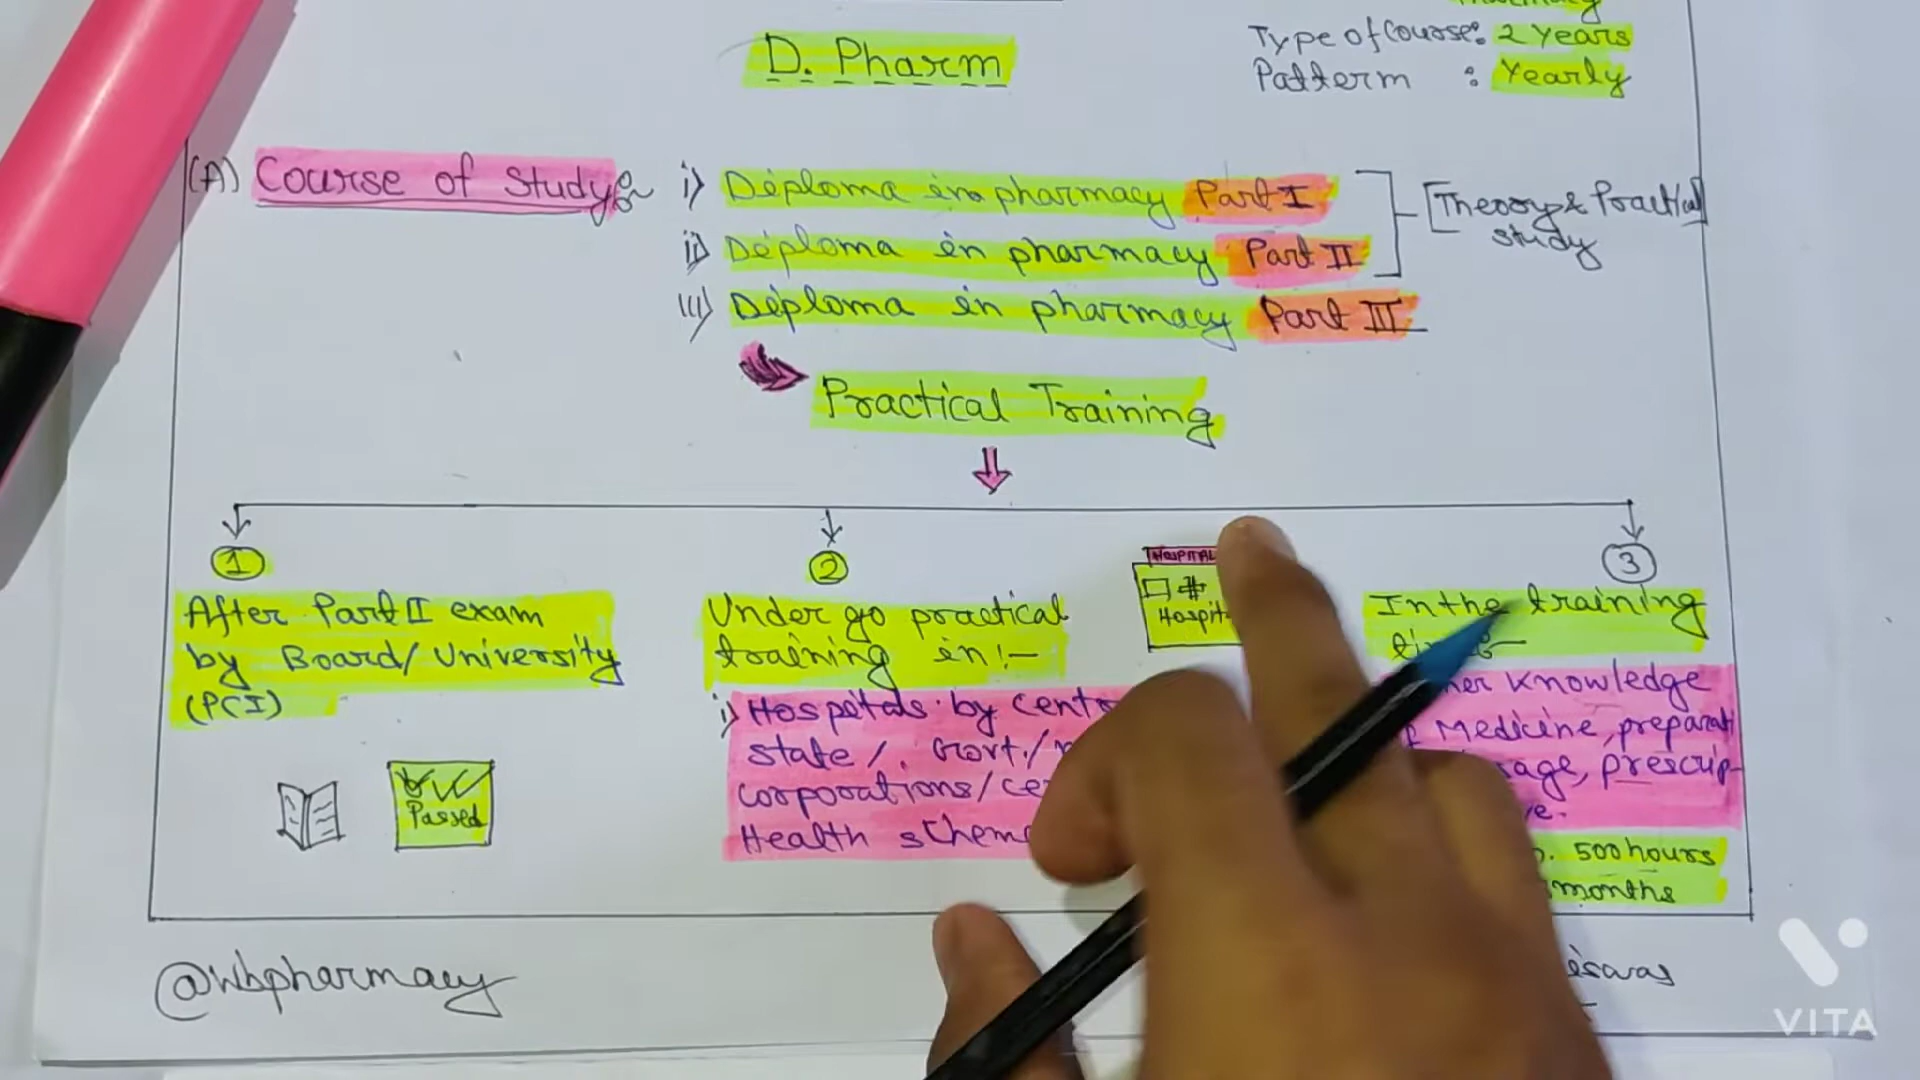 D. Pharm
Type of Course: 2 Years
Patterm : Yearly
(A) Course of Study:
i) Diploma in pharmacy Part I
ii) Diploma in pharmacy Part II
[Theory & Practical
study
iii) Diploma in pharmacy Part III
Practical Training
1
After Part II exam
by Board/University
(PCI)
Passed
2
Under go practical
training in:-
i) Hospitals by
state/. Govt./
corporations/
Health
HOSPITAL
3
In the training
knowledge
Medicine,
prescrip-
500 hours
months
@Wbpharmacy
VITA